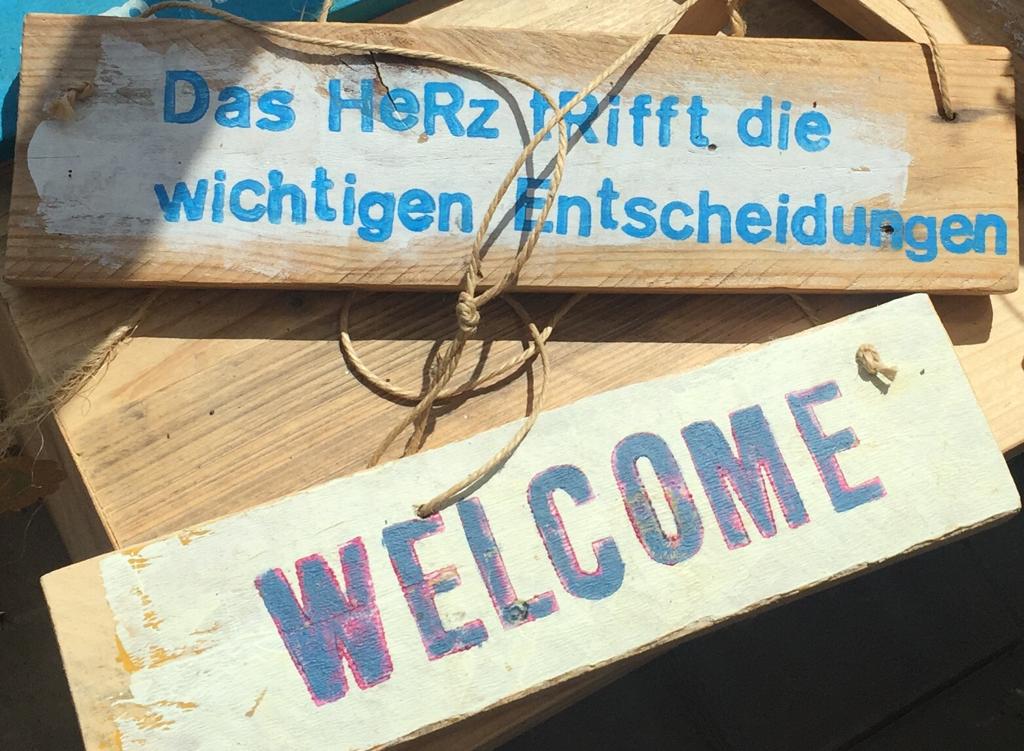 Das HeRz tRifft die
wichtigen Entscheidungen
WELCOME